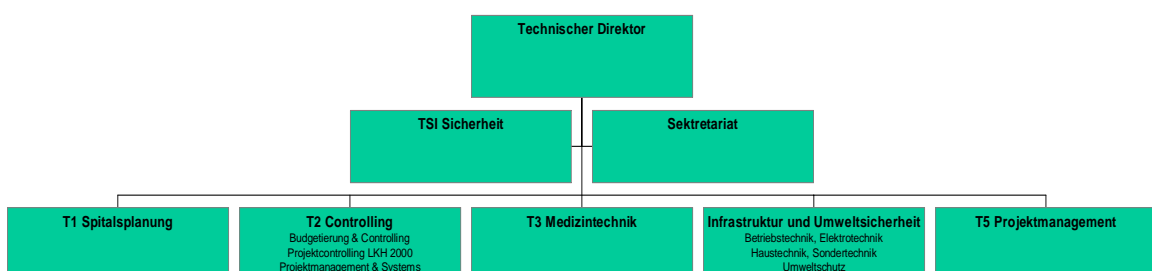 Technischer Direktor
TSI Sicherheit
Sektretariat
T1 Spitalsplanung
T2 Controlling
Budgetierung & Controlling
Projektcontrolling LKH 2000
Projektmanagement & Systems
T3 Medizintechnik
Infrastruktur und Umweltsicherheit
Betriebstechnik, Elektrotechnik
Haustechnik, Sondertechnik
Umweltschutz
T5 Projektmanagement